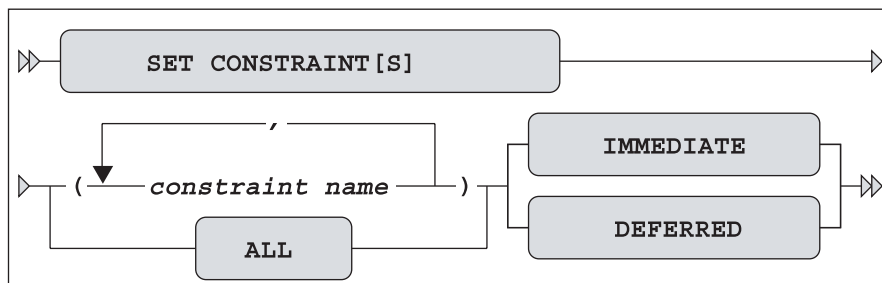 SET CONSTRAINT[S]
,
( constraint name )
ALL
IMMEDIATE
DEFERRED